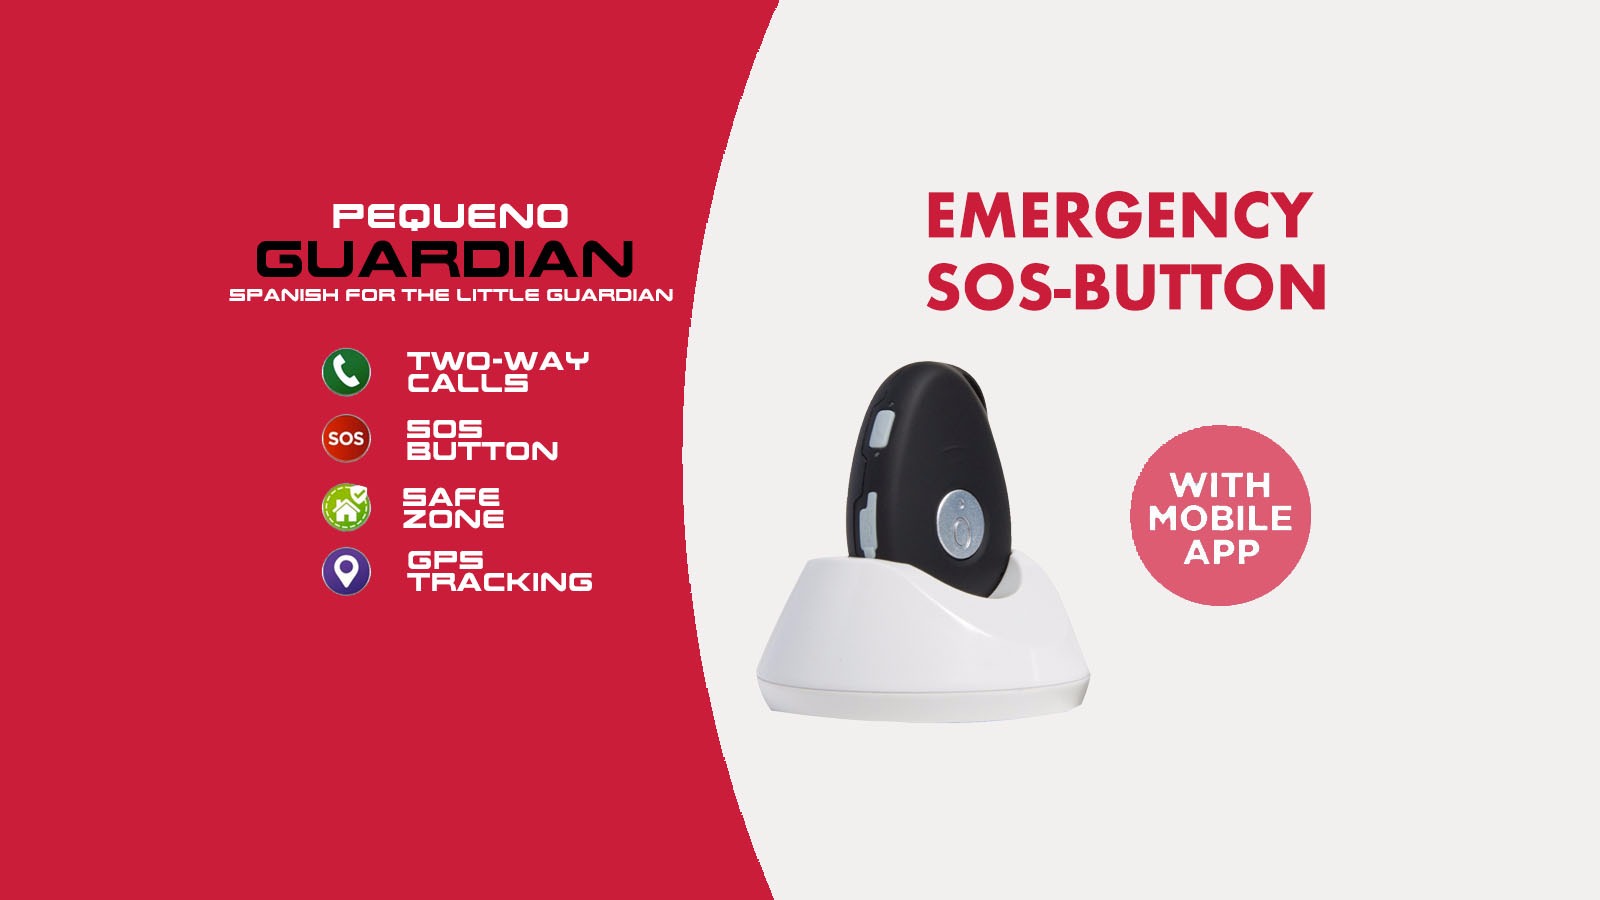 PEQUENO
GUARDIAN
SPANISH FOR THE LITTLE GUARDIAN
TWO-WAY
CALLS
SOS
SOS
BUTTON
SAFE
ZONE
GPS
TRACKING
EMERGENCY
SOS-BUTTON
WITH
MOBILE
APP